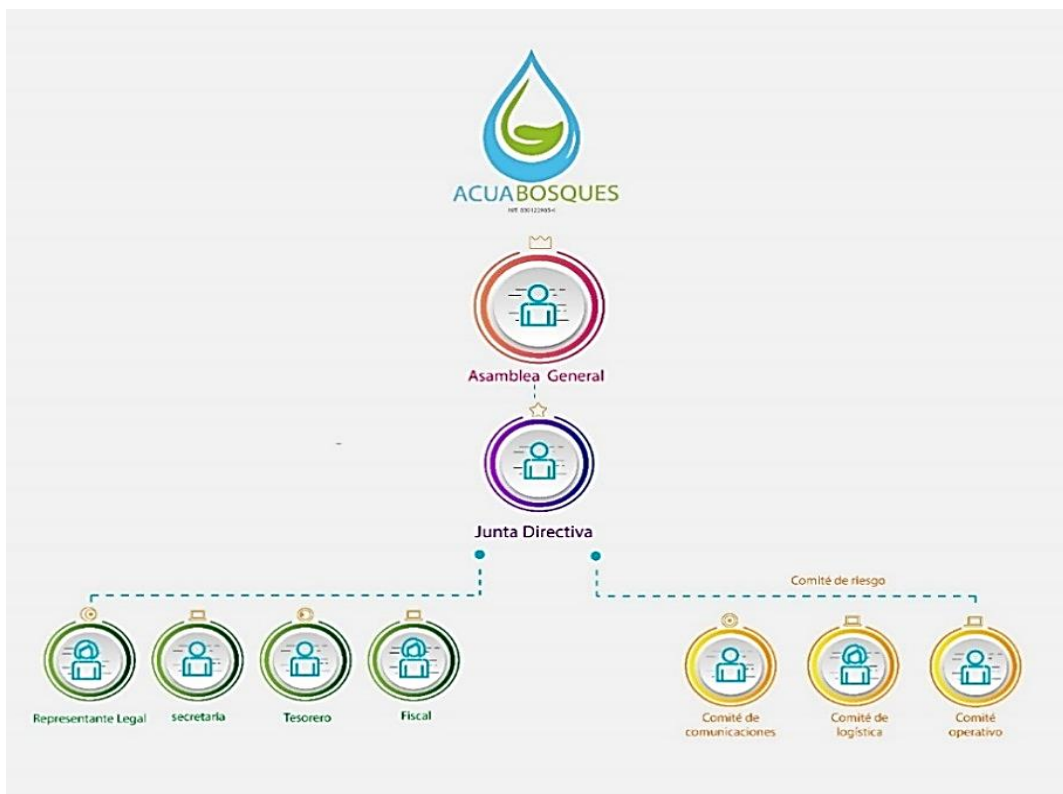 ACUABOSQUES
Asamblea General
Junta Directiva
Comité de riesgo
Representante Legal
secretaria
Tesorero
Fiscal
Comité de
comunicaciones
Comité de
logística
Comité
operativo